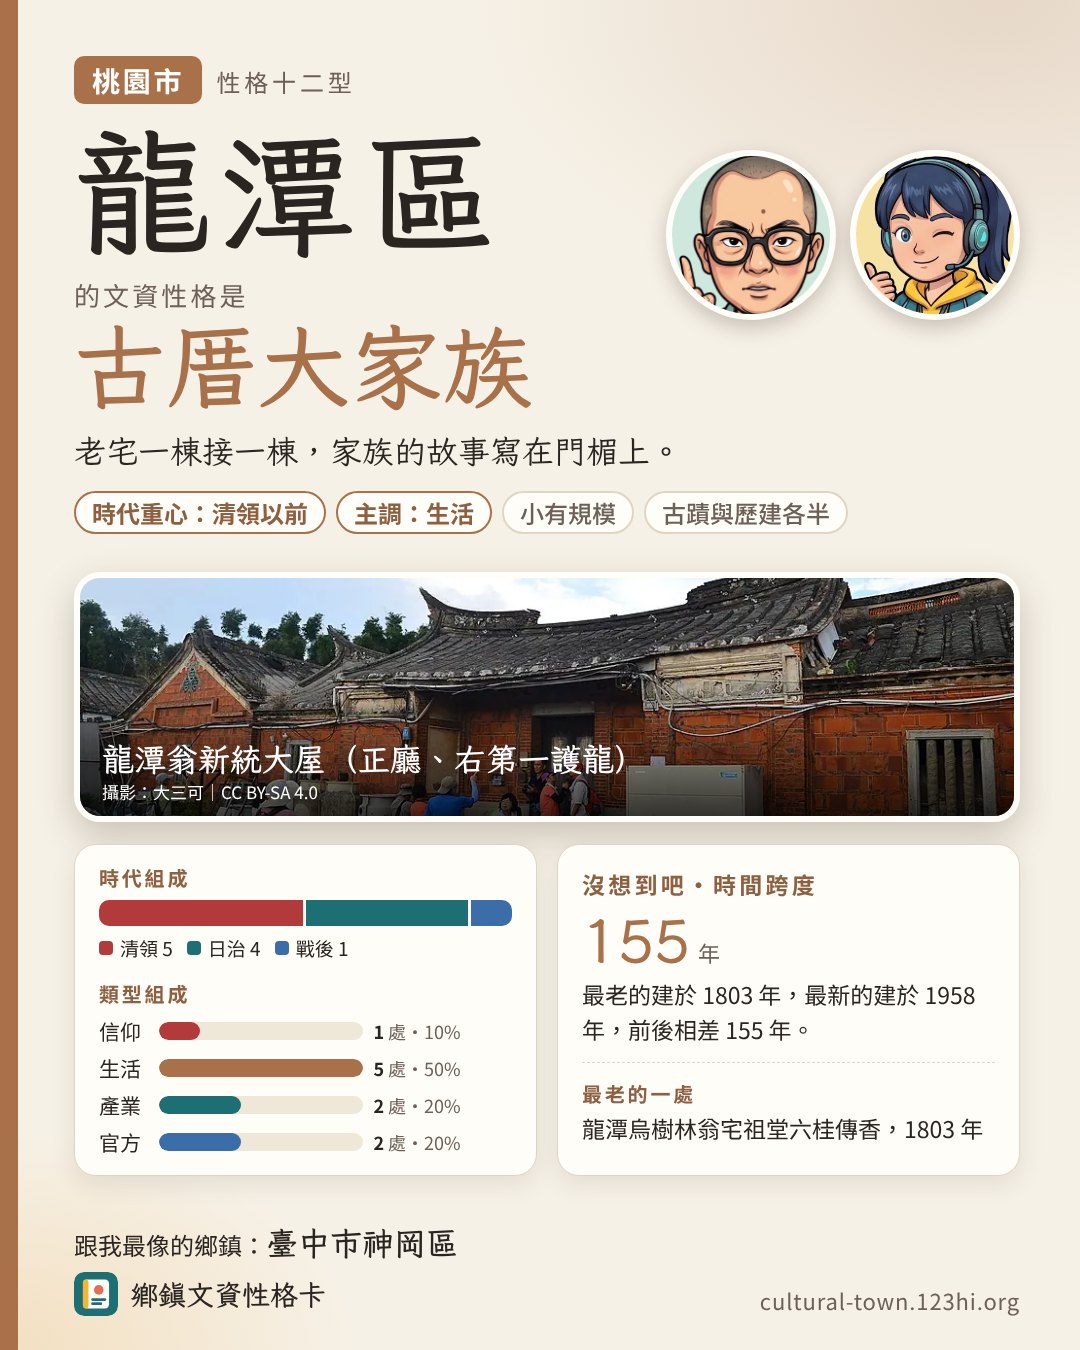 桃園市 性格十二型
龍潭區
的文資性格是
古厝大家族
老宅一棟接一棟，家族的故事寫在門楣上。
時代重心：清領以前 主調：生活 小有規模 古蹟與歷建各半
龍潭翁新統大屋（正廳、右第一護龍）
攝影：大三可｜CC BY-SA 4.0
時代組成
清領 5 日治 4 戰後 1
類型組成
信仰 1 處・10%
生活 5 處・50%
產業 2 處・20%
官方 2 處・20%
沒想到吧・時間跨度
155 年
最老的建於 1803 年，最新的建於 1958
年，前後相差 155 年。
最老的一處
龍潭烏樹林翁宅祖堂六桂傳香，1803 年
跟我最像的鄉鎮：臺中市神岡區
鄉鎮文資性格卡
cultural-town.123hi.org